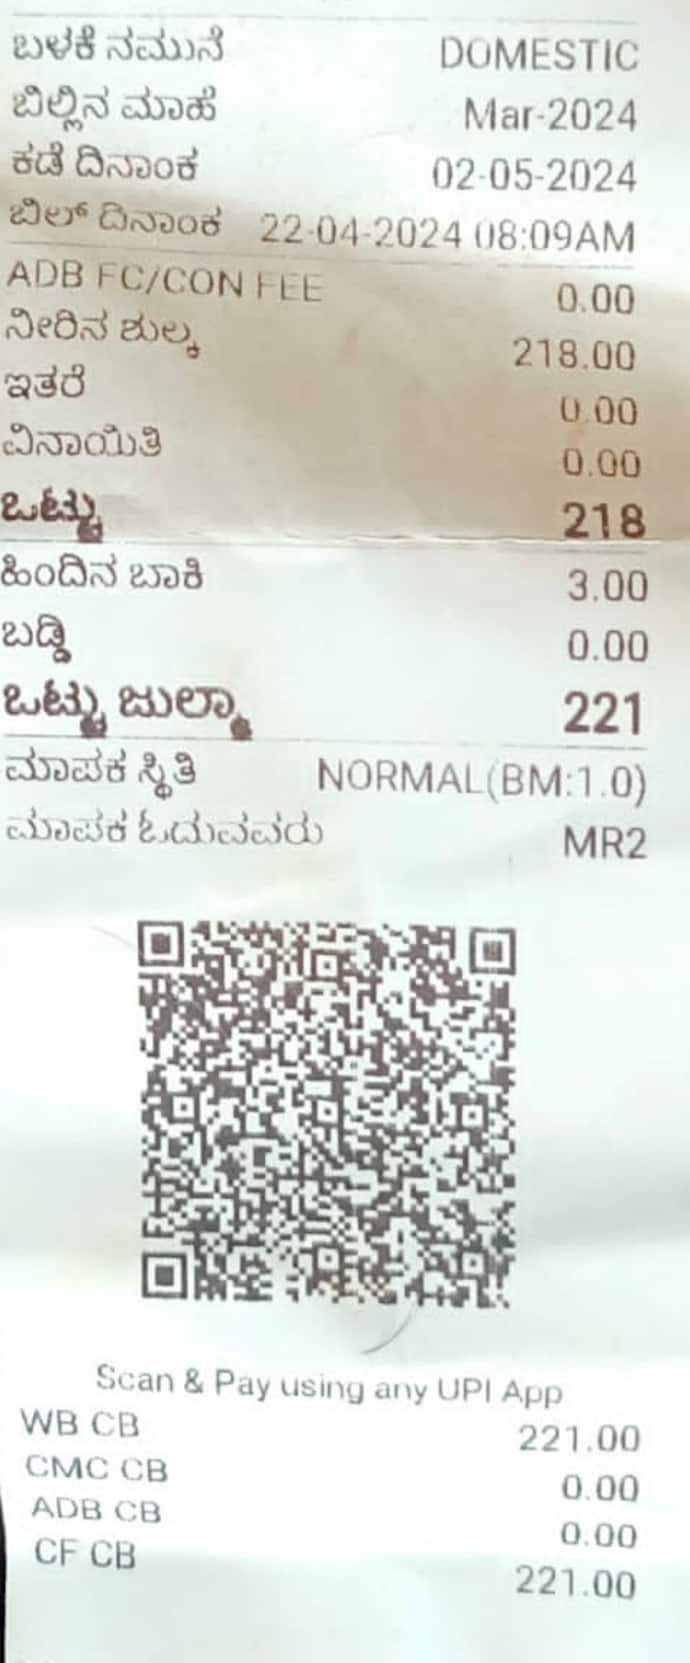 ಬಳಕೆ ನಮುನೆ DOMESTIC
ಬಿಲ್ಲಿನ ಮಾಹೆ Mar-2024
ಕಡೆ ದಿನಾಂಕ 02-05-2024
ಬಿಲ್ ದಿನಾಂಕ 22-04-2024 08:09AM
ADB FC/CON FEE 0.00
ನೀರಿನ ಶುಲ್ಕ 218.00
ಇತರೆ 0.00
ವಿನಾಯಿತಿ 0.00
ಒಟ್ಟು 218
ಹಿಂದಿನ ಬಾಕಿ 3.00
ಬಡ್ಡಿ 0.00
ಒಟ್ಟು ಜುಲ್ಮಾ 221
ಮಾಪಕ ಸ್ಥಿತಿ NORMAL(BM:1.0)
ಮಾಪಕ ಓದುವವರು MR2
Scan & Pay using any UPI App
WB CB 221.00
CMC CB 0.00
ADB CB 0.00
CF CB 221.00